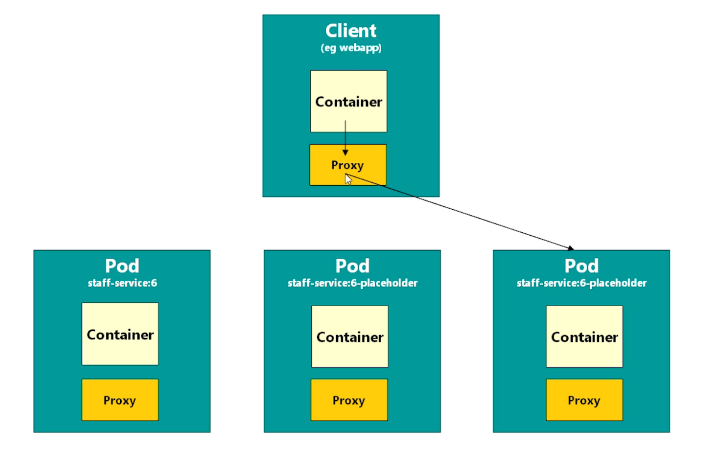 Client
(eg webapp)
Container
Proxy
Pod
staff-service:6
Container
Proxy
Pod
staff-service:6-placeholder
Container
Proxy
Pod
staff-service:6-placeholder
Container
Proxy